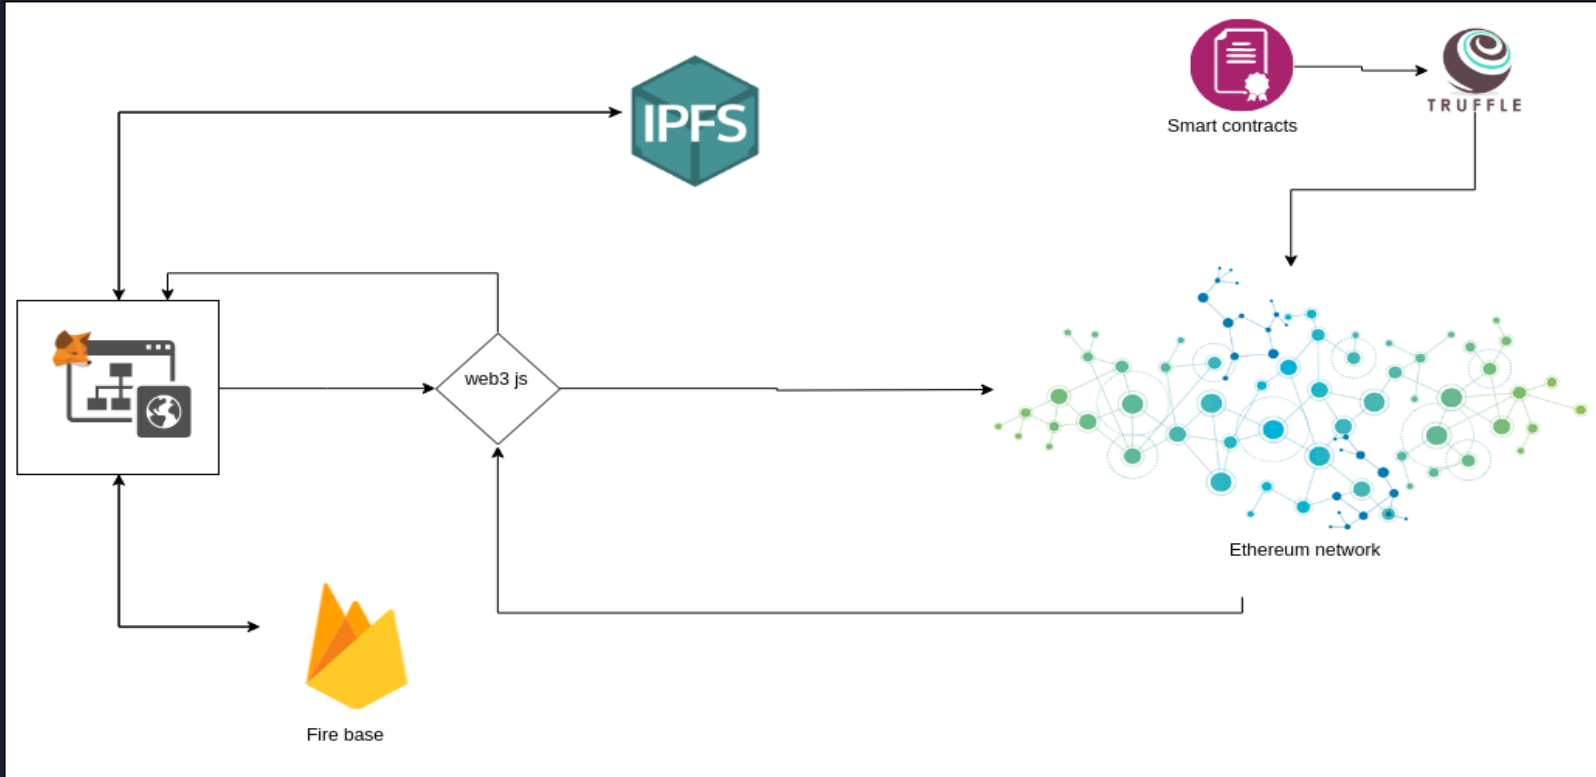 IPFS
Smart contracts
TRUFFLE
web3 js
Ethereum network
Fire base